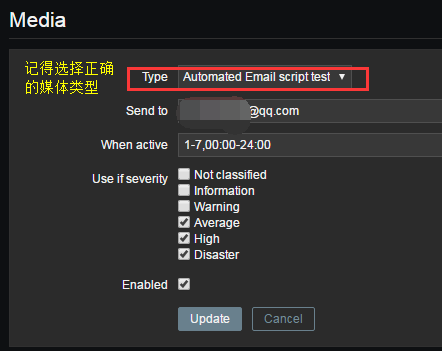 Media
记得选择正确
的媒体类型
Type Automated Email script test
Send to @qq.com
When active 1-7,00:00-24:00
Use if severity Not classified
Information
Warning
Average
High
Disaster
Enabled
Update Cancel